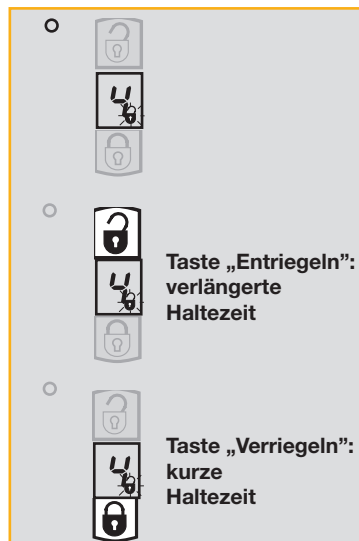 Taste „Entriegeln“:
verlängerte
Haltezeit
Taste „Verriegeln“:
kurze
Haltezeit